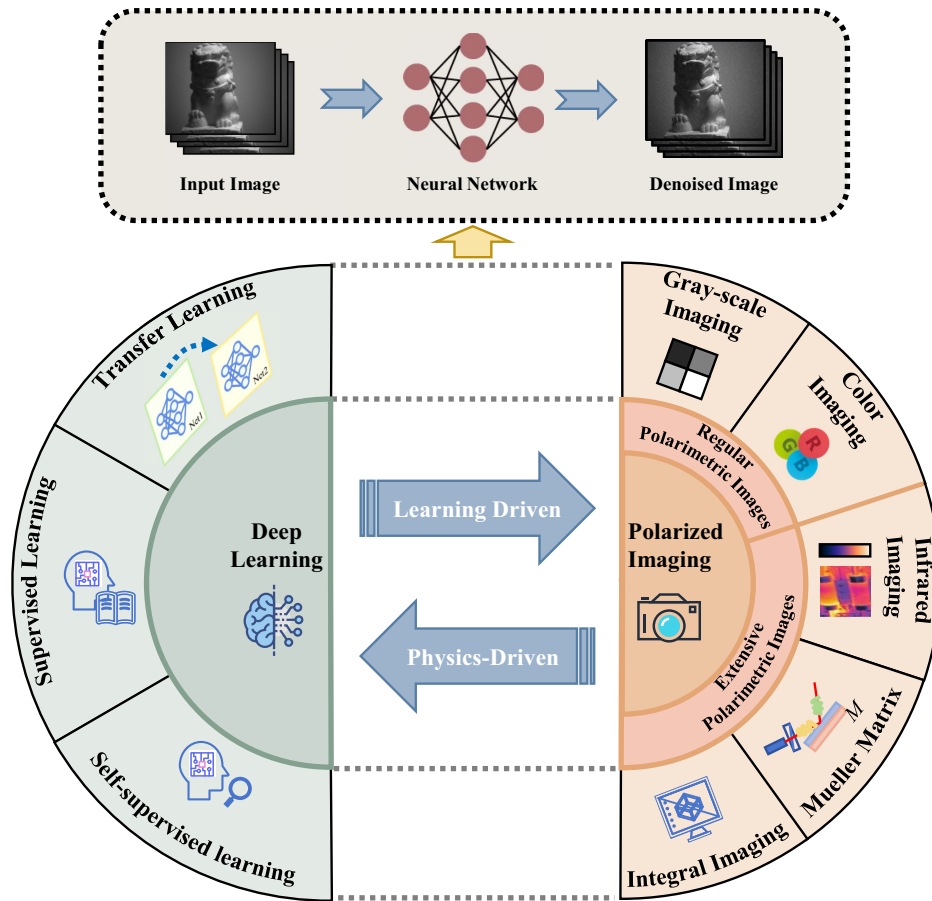 Input Image
Neural Network
Denoised Image
Transfer Learning
Net1
Net2
Supervised Learning
Self-supervised learning
Deep
Learning
Learning Driven
Physics-Driven
Polarized
Imaging
Regular
Polarimetric Images
Extensive
Polarimetric Images
Gray-scale
Imaging
Color
Imaging
R
G
B
Infrared
Imaging
Mueller Matrix
M
Integral Imaging